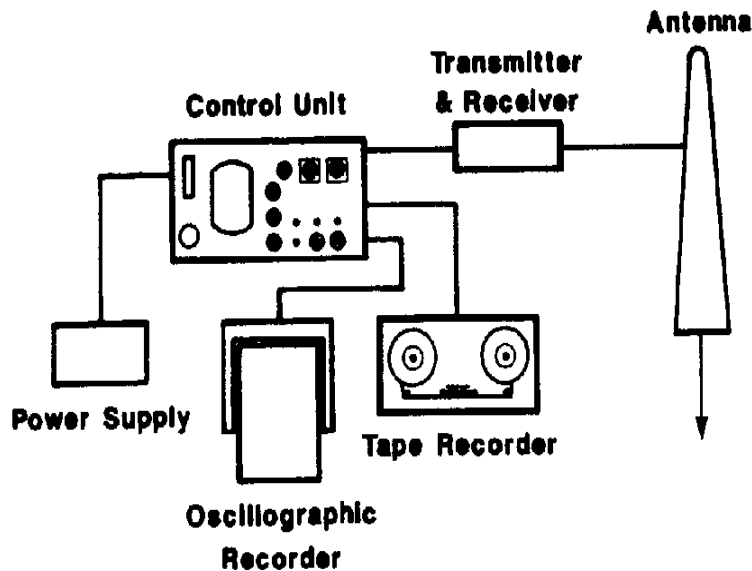 Antenna
Transmitter
& Receiver
Control Unit
Power Supply
Tape Recorder
Oscillographic
Recorder